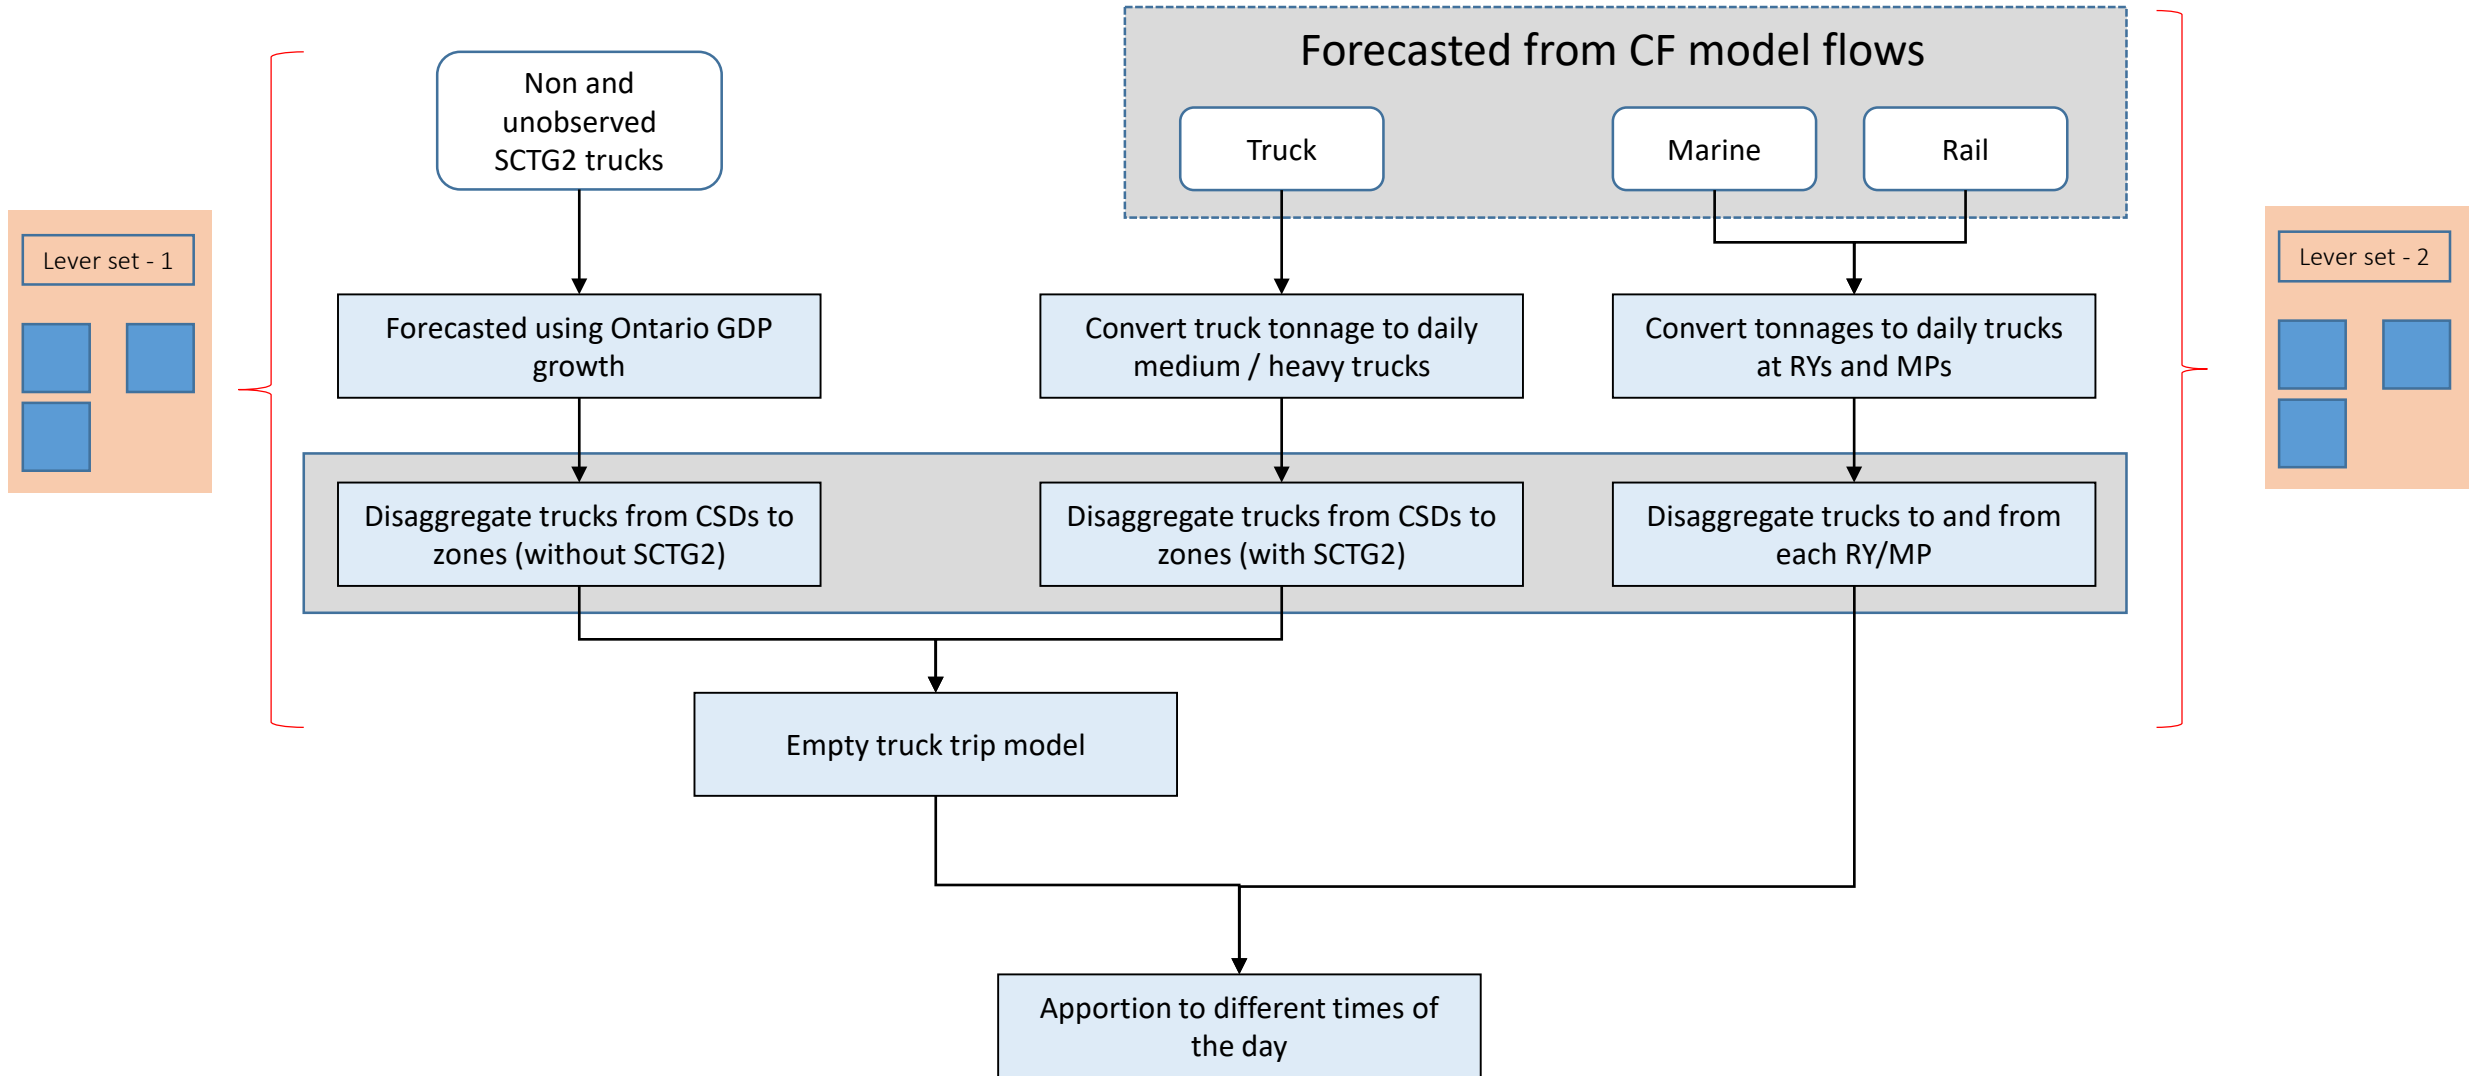 Forecasted from CF model flows
Non and
unobserved
SCTG2 trucks
Truck
Marine
Rail
Lever set - 1
Lever set - 2
Forecasted using Ontario GDP
growth
Convert truck tonnage to daily
medium / heavy trucks
Convert tonnages to daily trucks
at RYs and MPs
Disaggregate trucks from CSDs to
zones (without SCTG2)
Disaggregate trucks from CSDs to
zones (with SCTG2)
Disaggregate trucks to and from
each RY/MP
Empty truck trip model
Apportion to different times of
the day